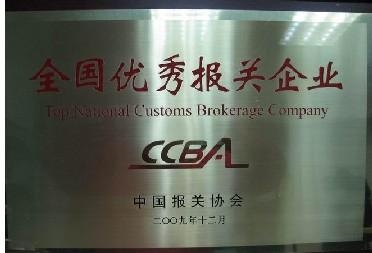 全国优秀报关企业
Top National Customs Brokerage Company
CCBA
中国报关协会
二〇〇九年十二月